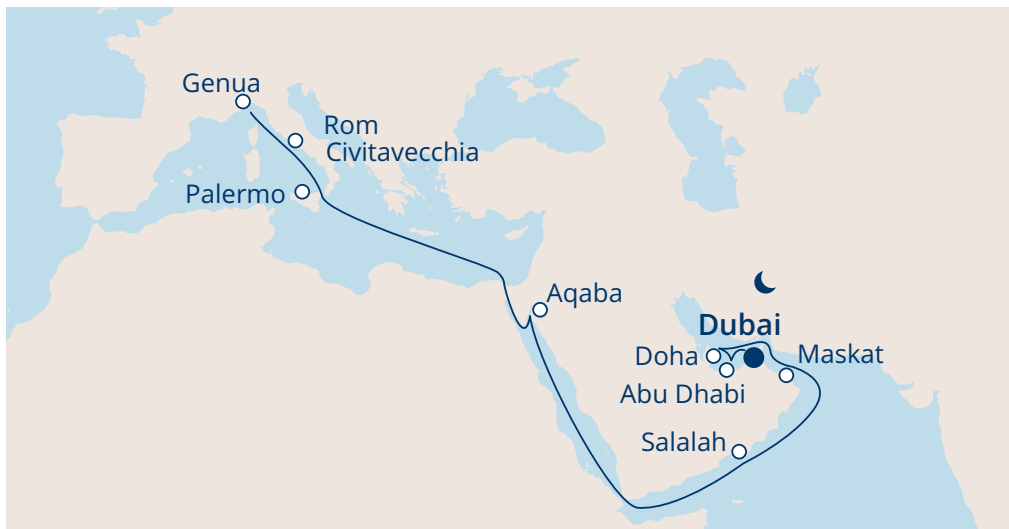 Genua
Rom
Civitavecchia
Palermo
Aqaba
Dubai
Doha
Maskat
Abu Dhabi
Salalah